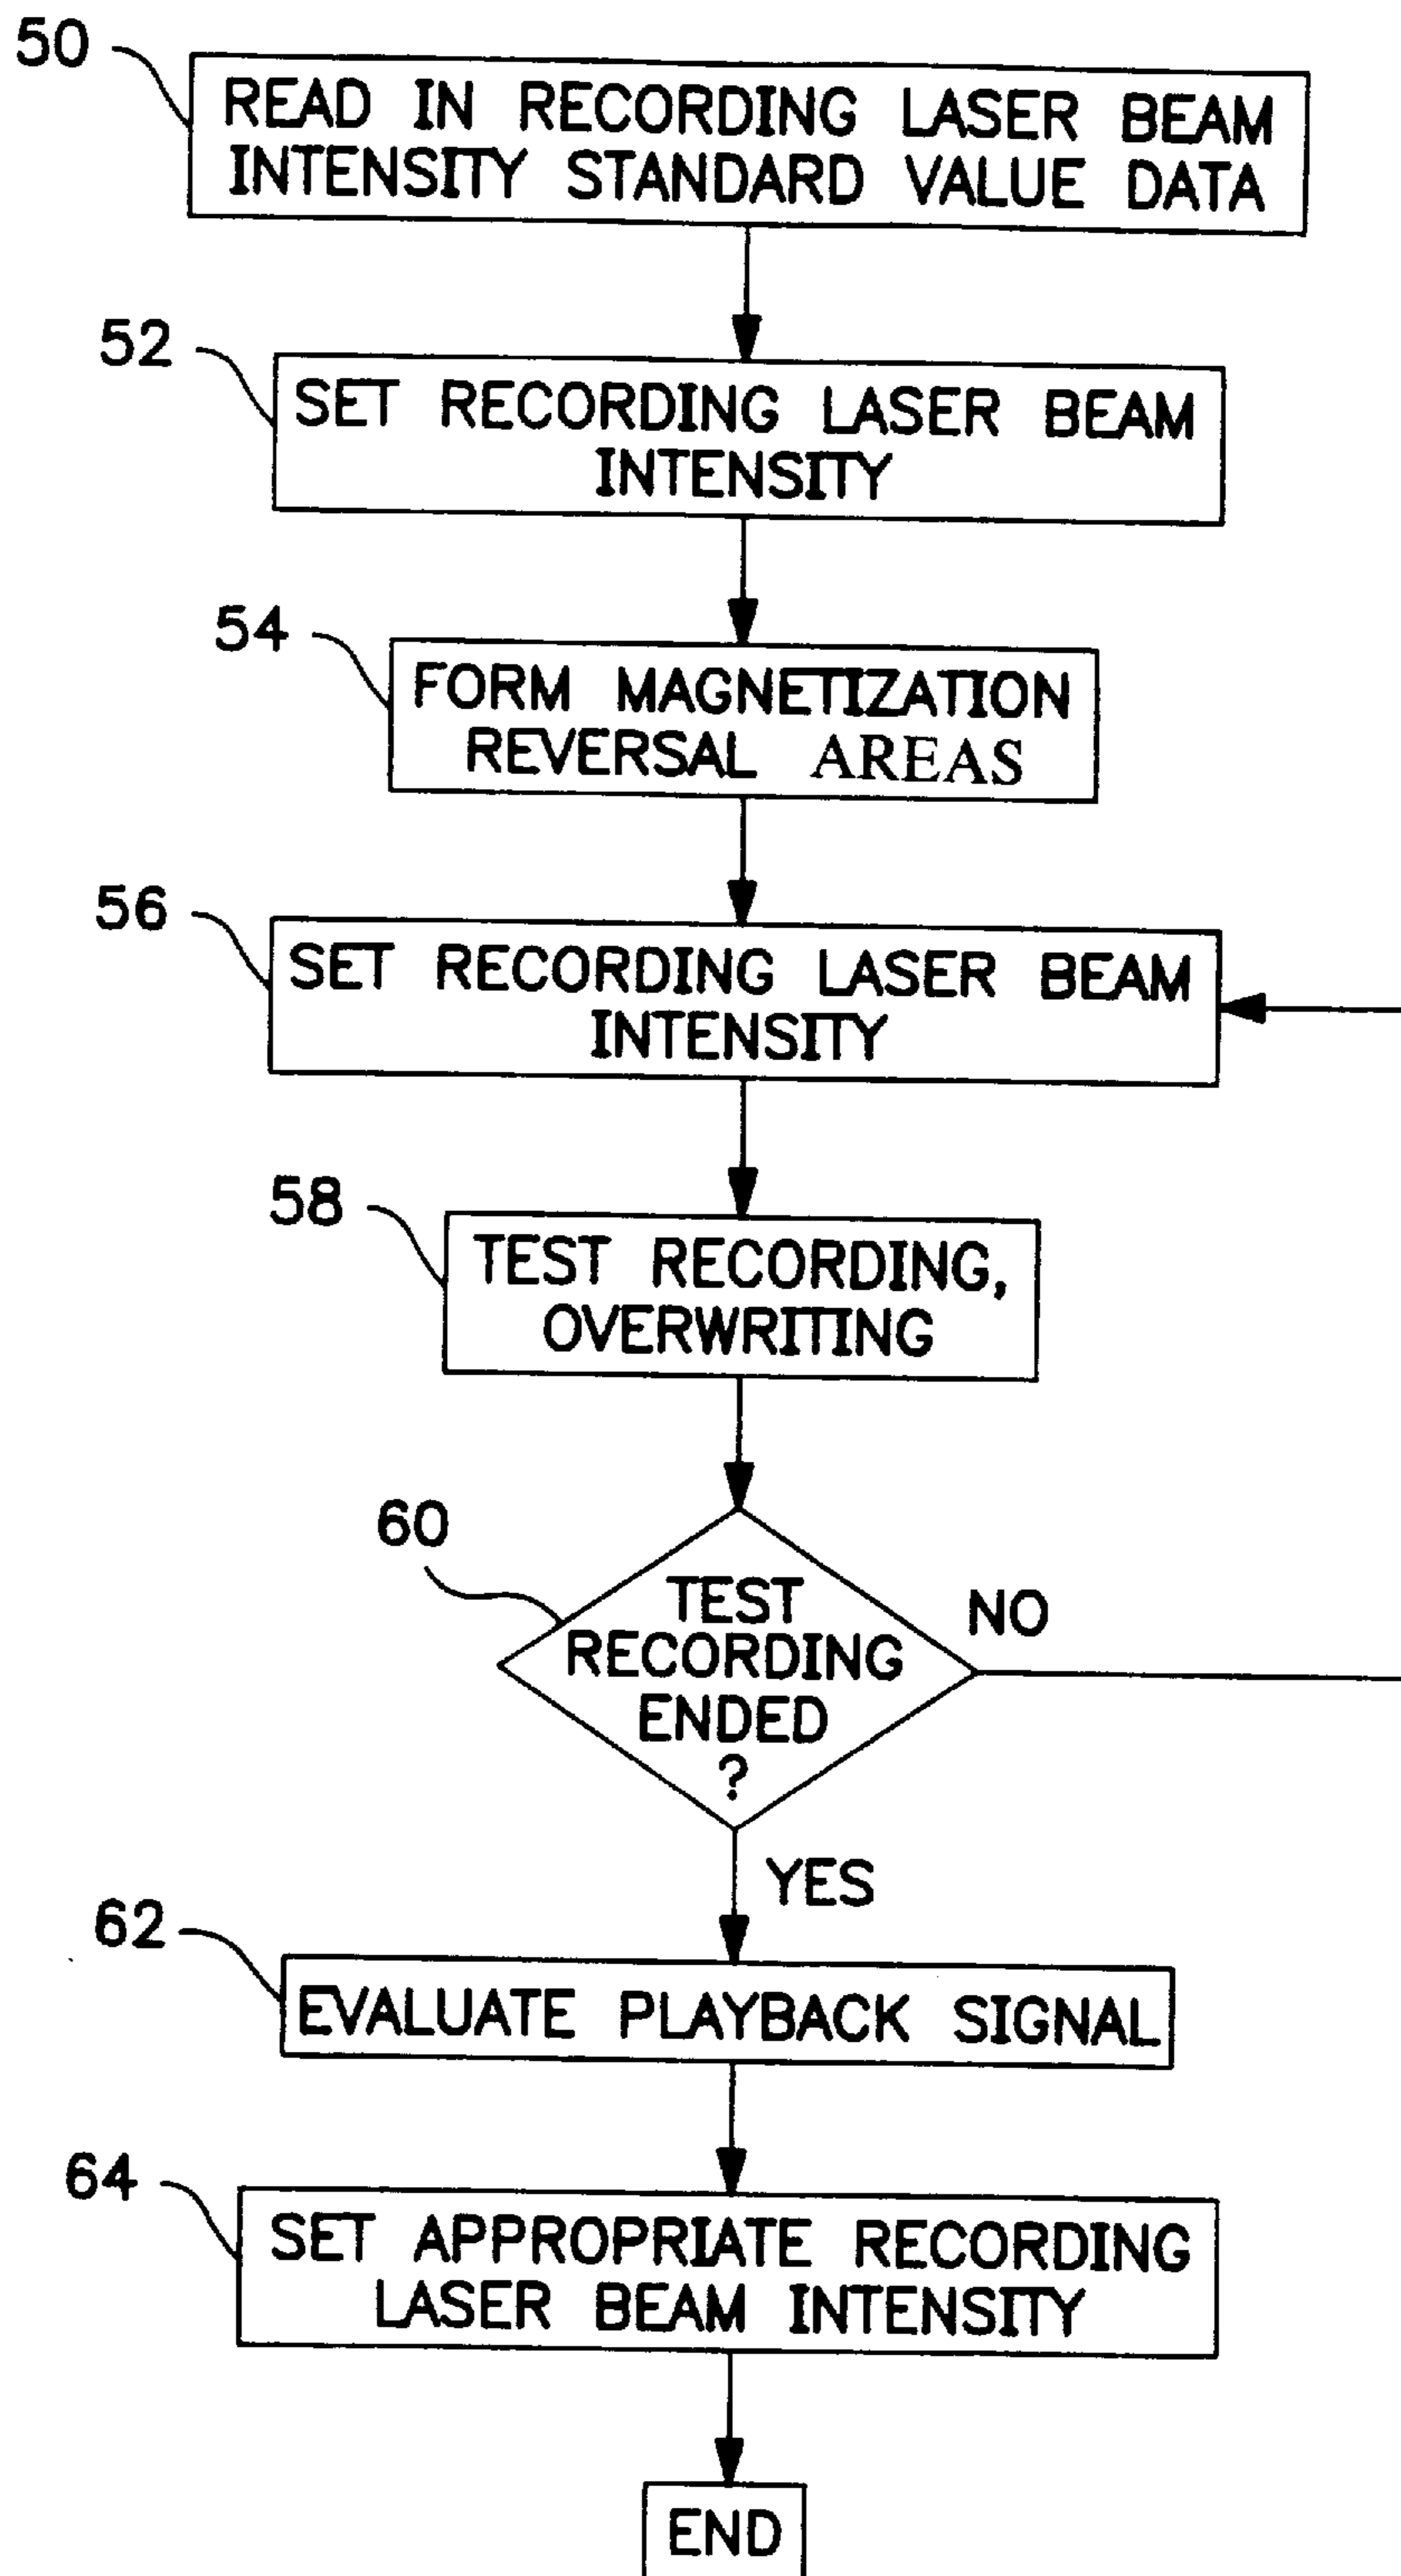 50
READ IN RECORDING LASER BEAM
INTENSITY STANDARD VALUE DATA
52
SET RECORDING LASER BEAM
INTENSITY
54
FORM MAGNETIZATION
REVERSAL AREAS
56
SET RECORDING LASER BEAM
INTENSITY
58
TEST RECORDING,
OVERWRITING
60
TEST
RECORDING
ENDED
?
NO
YES
62
EVALUATE PLAYBACK SIGNAL
64
SET APPROPRIATE RECORDING
LASER BEAM INTENSITY
END